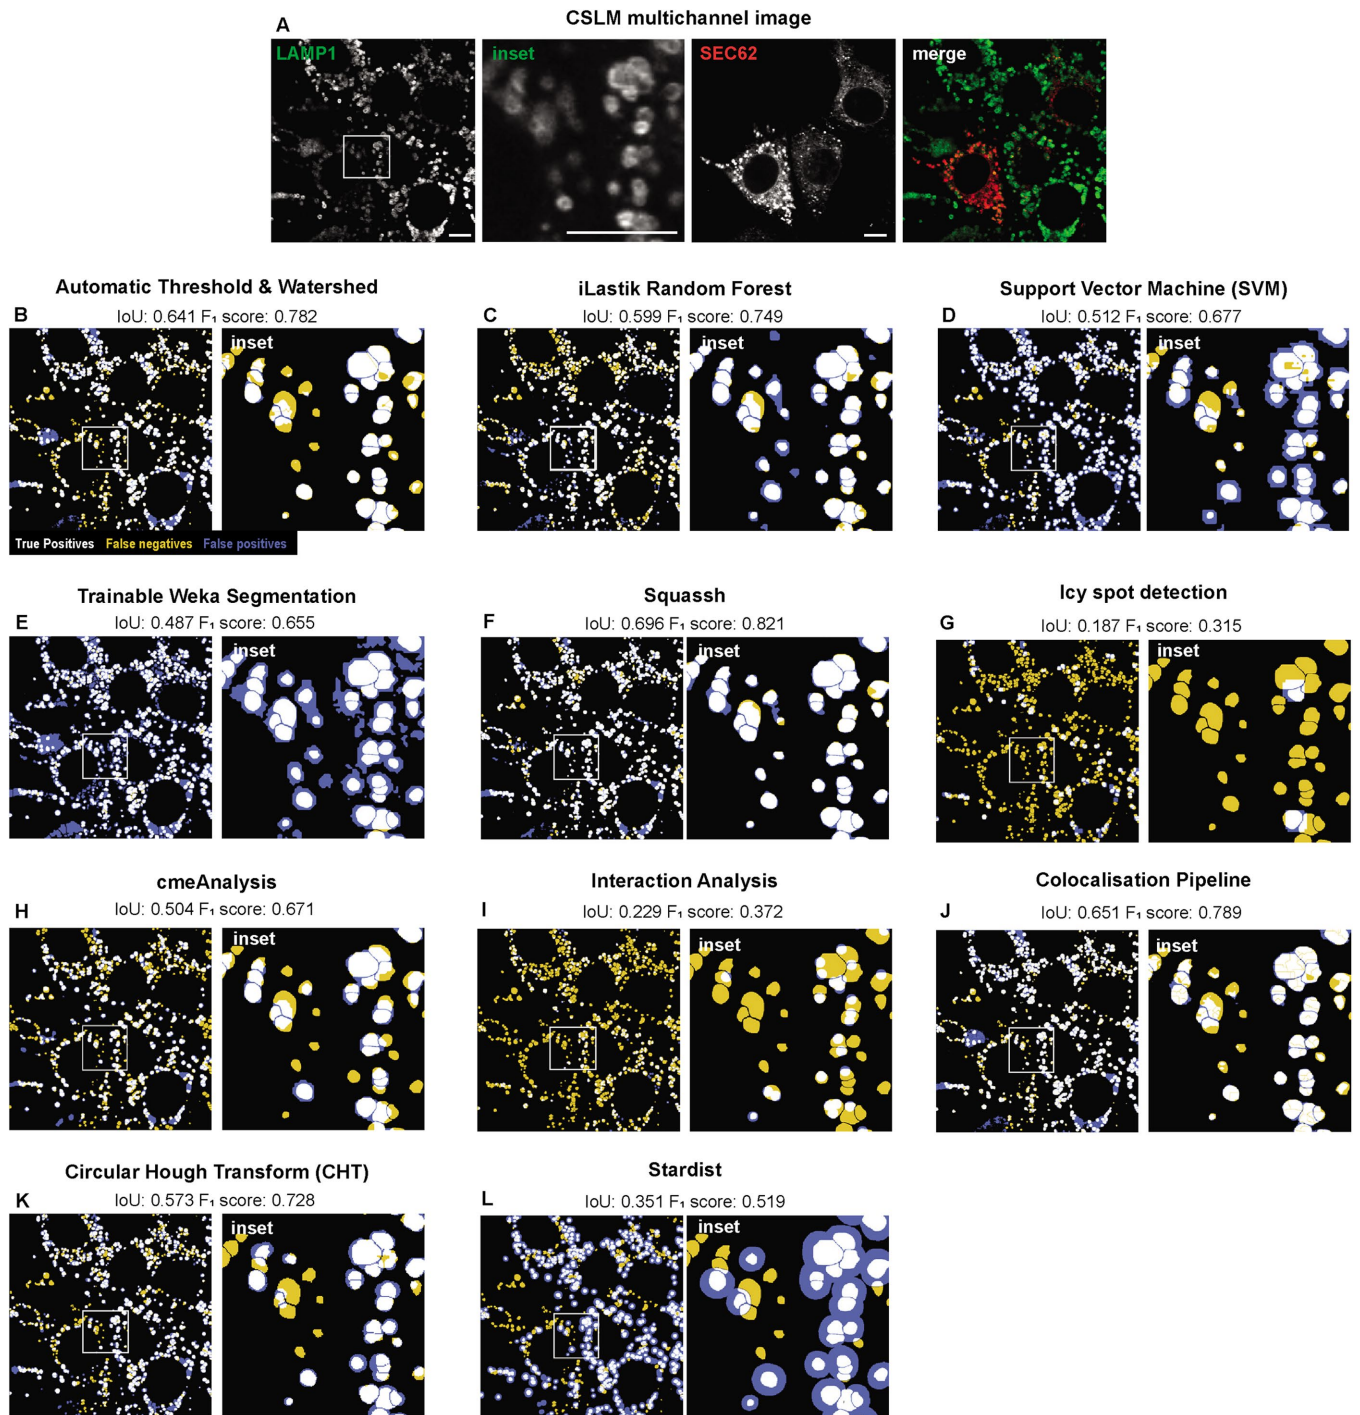 CSLM multichannel image
A
LAMP1
inset
SEC62
merge
Automatic Threshold & Watershed
B
IoU: 0.641 F₁ score: 0.782
inset
True Positives False negatives False positives
iLastik Random Forest
C
IoU: 0.599 F₁ score: 0.749
inset
Support Vector Machine (SVM)
D
IoU: 0.512 F₁ score: 0.677
inset
Trainable Weka Segmentation
E
IoU: 0.487 F₁ score: 0.655
inset
Squassh
F
IoU: 0.696 F₁ score: 0.821
inset
Icy spot detection
G
IoU: 0.187 F₁ score: 0.315
inset
cmeAnalysis
H
IoU: 0.504 F₁ score: 0.671
inset
Interaction Analysis
I
IoU: 0.229 F₁ score: 0.372
inset
Colocalisation Pipeline
J
IoU: 0.651 F₁ score: 0.789
inset
Circular Hough Transform (CHT)
K
IoU: 0.573 F₁ score: 0.728
inset
Stardist
L
IoU: 0.351 F₁ score: 0.519
inset